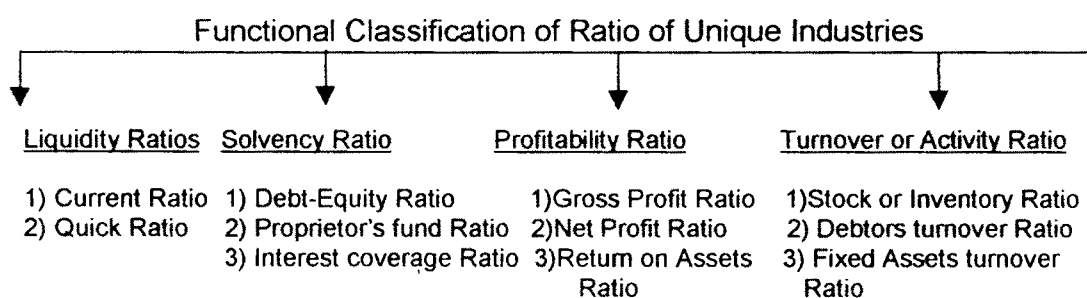 Functional Classification of Ratio of Unique Industries
Liquidity Ratios
1) Current Ratio
2) Quick Ratio
Solvency Ratio
1) Debt-Equity Ratio
2) Proprietor's fund Ratio
3) Interest coverage Ratio
Profitability Ratio
1)Gross Profit Ratio
2)Net Profit Ratio
3)Return on Assets
Ratio
Turnover or Activity Ratio
1)Stock or Inventory Ratio
2) Debtors turnover Ratio
3) Fixed Assets turnover
Ratio